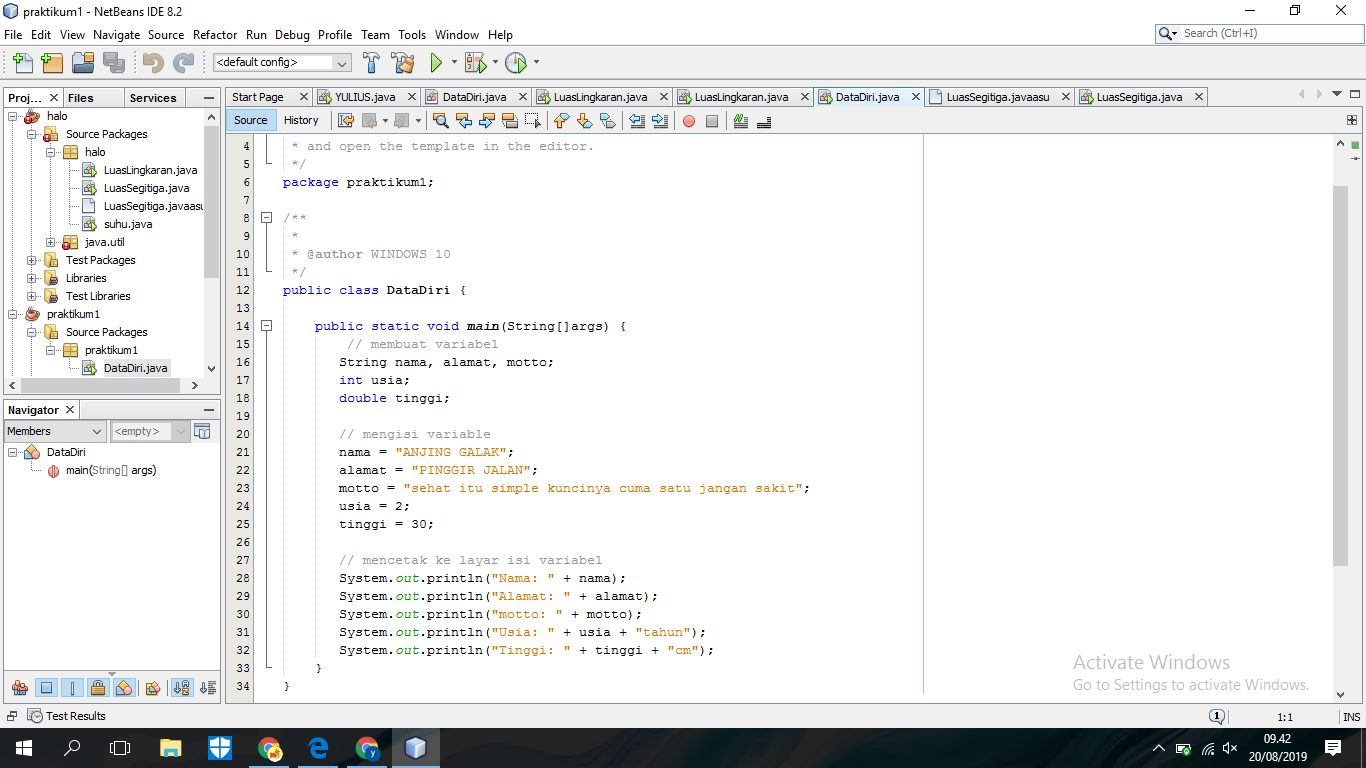 praktikum1 - NetBeans IDE 8.2
File Edit View Navigate Source Refactor Run Debug Profile Team Tools Window Help
Search (Ctrl+I)
<default config>
Proj... Files Services
Start Page YULIUS.java DataDiri.java LuasLingkaran.java LuasLingkaran.java DataDiri.java LuasSegitiga.javaasu LuasSegitiga.java
Source History
halo
Source Packages
halo
LuasLingkaran.java
LuasSegitiga.java
LuasSegitiga.javaasu
suhu.java
java.util
Test Packages
Libraries
Test Libraries
praktikum1
Source Packages
praktikum1
DataDiri.java
Navigator
Members <empty>
DataDiri
main(String[] args)
4 * and open the template in the editor.
5 */
6 package praktikum1;
7
8 /**
9 *
10 * @author WINDOWS 10
11 */
12 public class DataDiri {
13
14 public static void main(String[]args) {
15 // membuat variabel
16 String nama, alamat, motto;
17 int usia;
18 double tinggi;
19
20 // mengisi variable
21 nama = "ANJING GALAK";
22 alamat = "PINGGIR JALAN";
23 motto = "sehat itu simple kuncinya cuma satu jangan sakit";
24 usia = 2;
25 tinggi = 30;
26
27 // mencetak ke layar isi variabel
28 System.out.println("Nama: " + nama);
29 System.out.println("Alamat: " + alamat);
30 System.out.println("motto: " + motto);
31 System.out.println("Usia: " + usia + "tahun");
32 System.out.println("Tinggi: " + tinggi + "cm");
33 }
34 }
Activate Windows
Go to Settings to activate Windows.
Test Results
1
1:1 INS
09.42
20/08/2019